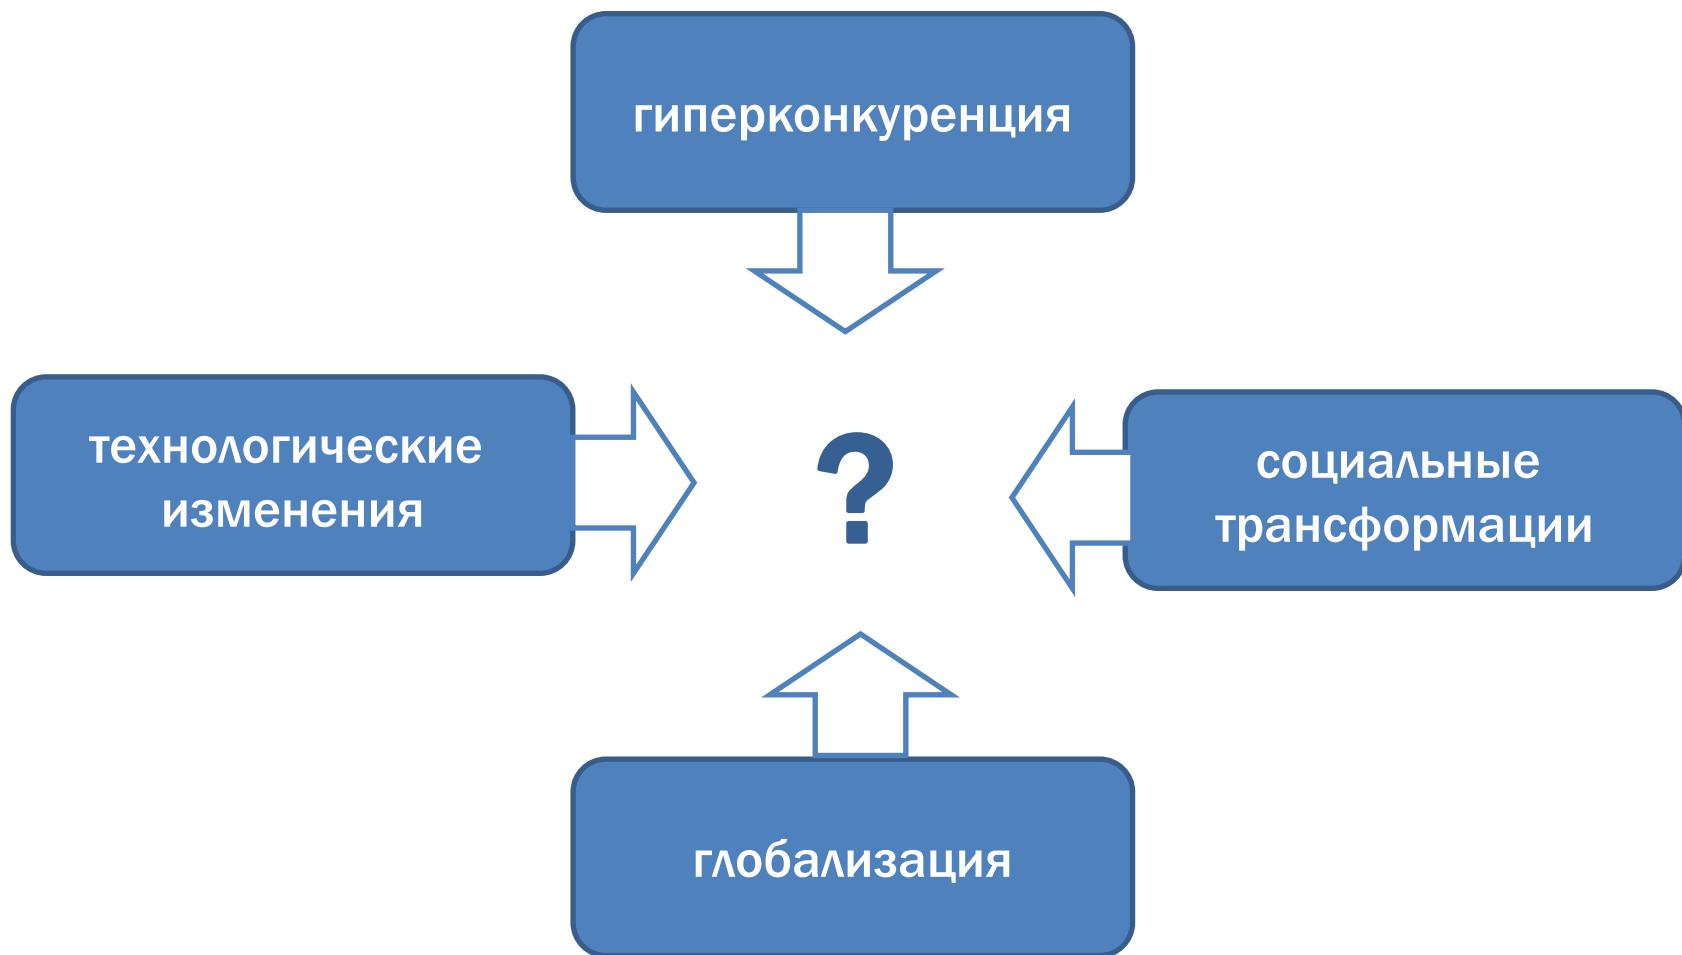 гиперконкуренция
технологические
изменения
?
социальные
трансформации
глобализация